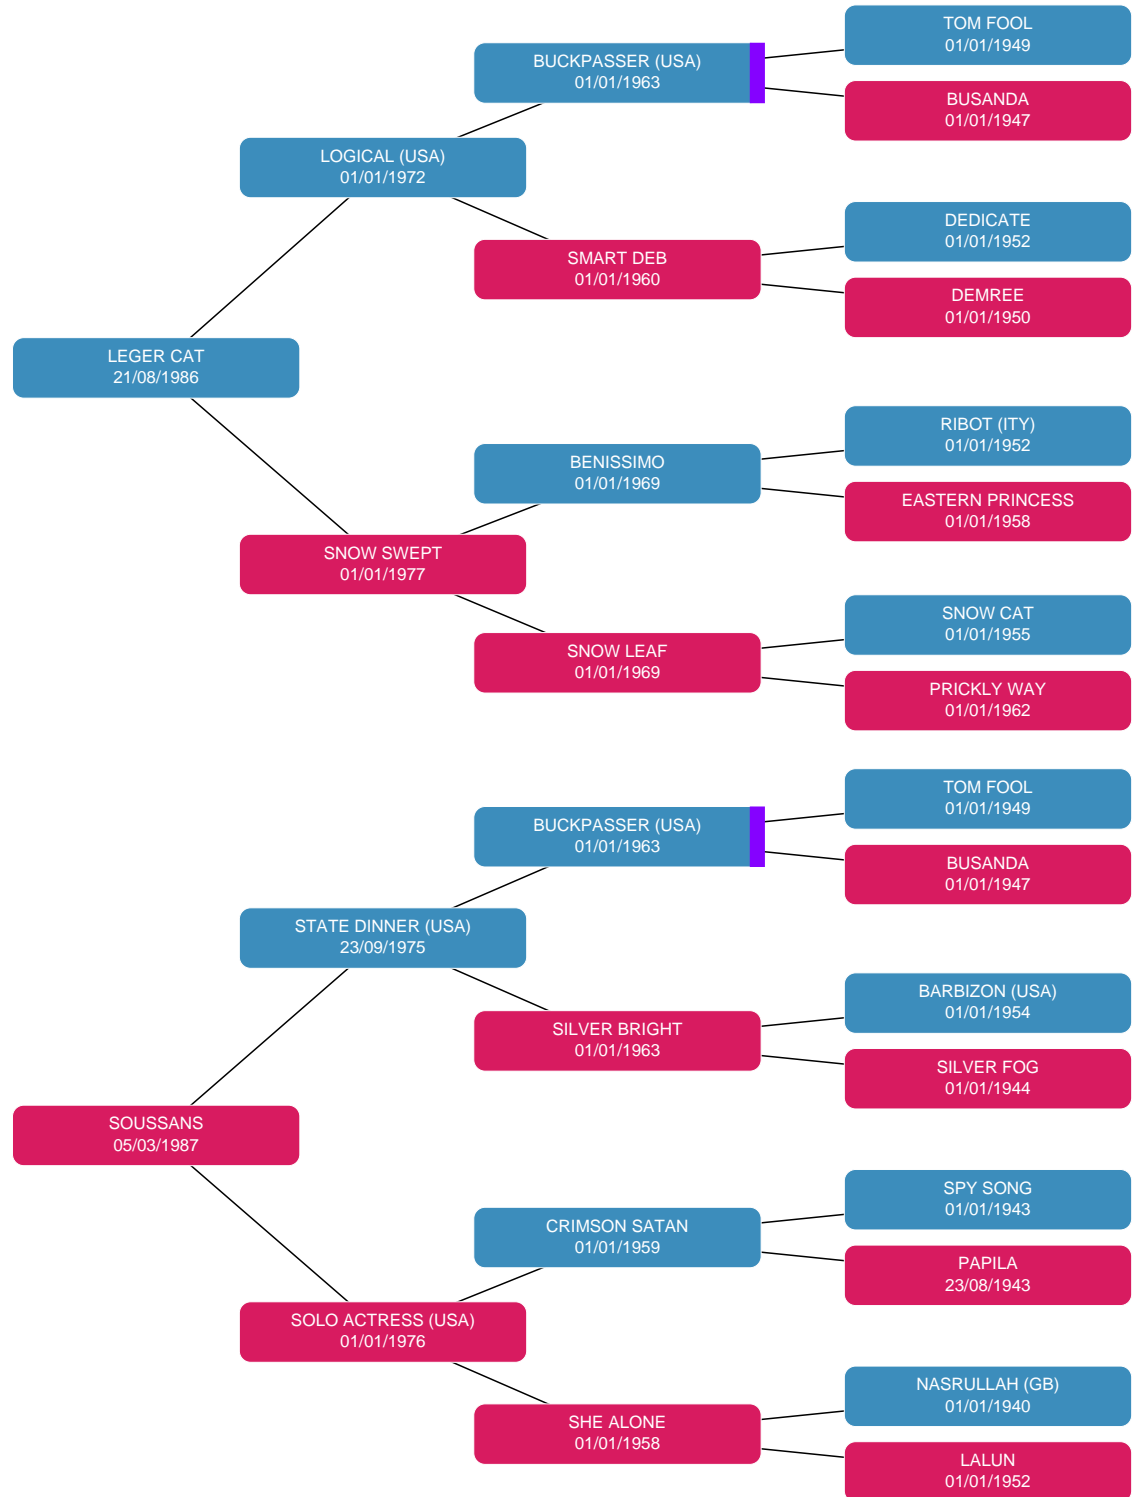 TOM FOOL
01/01/1949
BUCKPASSER (USA)
01/01/1963
BUSANDA
01/01/1947
LOGICAL (USA)
01/01/1972
DEDICATE
01/01/1952
SMART DEB
01/01/1960
DEMREE
01/01/1950
LEGER CAT
21/08/1986
RIBOT (ITY)
01/01/1952
BENISSIMO
01/01/1969
EASTERN PRINCESS
01/01/1958
SNOW SWEPT
01/01/1977
SNOW CAT
01/01/1955
SNOW LEAF
01/01/1969
PRICKLY WAY
01/01/1962
TOM FOOL
01/01/1949
BUCKPASSER (USA)
01/01/1963
BUSANDA
01/01/1947
STATE DINNER (USA)
23/09/1975
BARBIZON (USA)
01/01/1954
SILVER BRIGHT
01/01/1963
SILVER FOG
01/01/1944
SOUSSANS
05/03/1987
SPY SONG
01/01/1943
CRIMSON SATAN
01/01/1959
PAPILA
23/08/1943
SOLO ACTRESS (USA)
01/01/1976
NASRULLAH (GB)
01/01/1940
SHE ALONE
01/01/1958
LALUN
01/01/1952